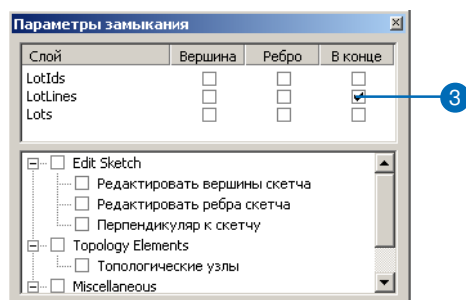 Параметры замыкания
Слой Вершина Ребро В конце
LotIds
LotLines
3
Lots
Edit Sketch
Редактировать вершины скетча
Редактировать ребра скетча
Перпендикуляр к скетчу
Topology Elements
Топологические узлы
Miscellaneous